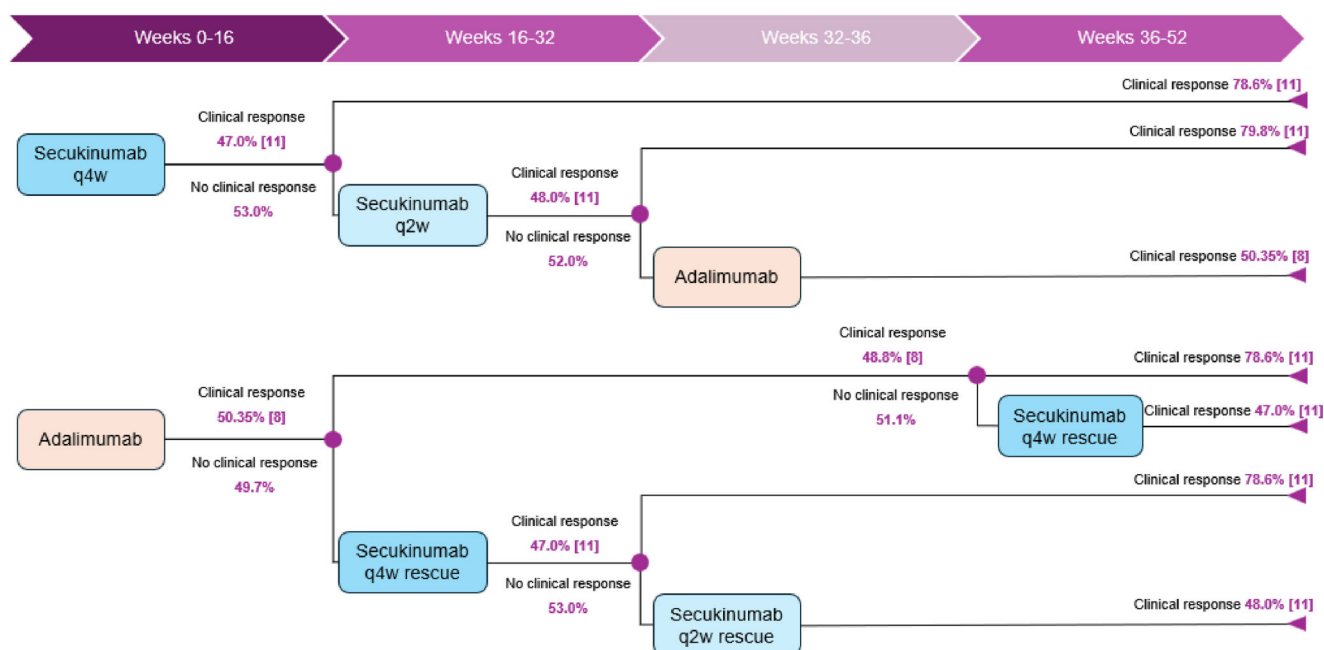 Weeks 0-16
Weeks 16-32
Weeks 32-36
Weeks 36-52
Clinical response 78.6% [11]
Clinical response
47.0% [11]
Secukinumab
q4w
No clinical response
53.0%
Clinical response 79.8% [11]
Clinical response
48.0% [11]
Secukinumab
q2w
No clinical response
52.0%
Clinical response 50.35% [8]
Adalimumab
Clinical response
48.8% [8]
Clinical response 78.6% [11]
No clinical response
51.1%
Secukinumab
q4w rescue
Clinical response 47.0% [11]
Clinical response
50.35% [8]
Adalimumab
No clinical response
49.7%
Clinical response 78.6% [11]
Clinical response
47.0% [11]
Secukinumab
q4w rescue
No clinical response
53.0%
Secukinumab
q2w rescue
Clinical response 48.0% [11]